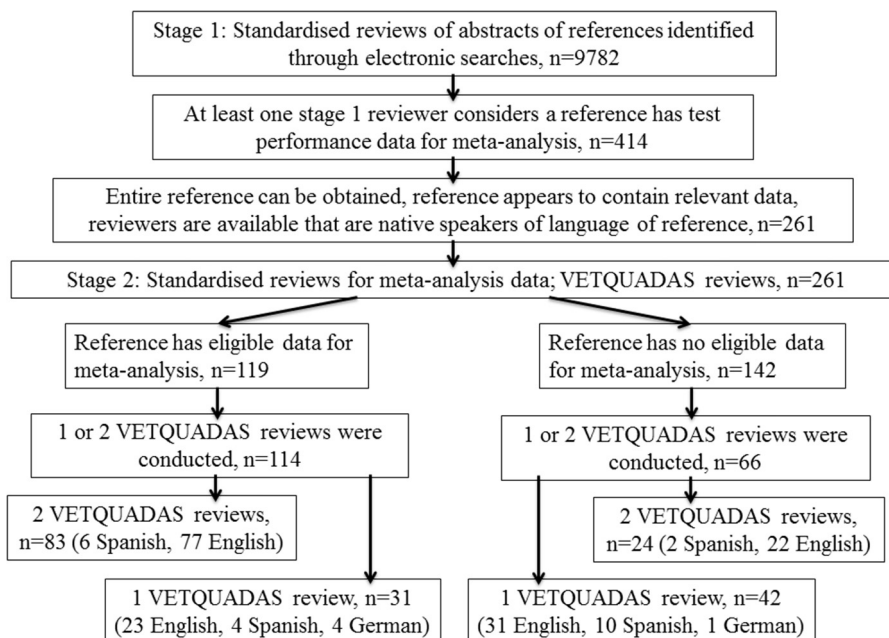 Stage 1: Standardised reviews of abstracts of references identified
through electronic searches, n=9782
At least one stage 1 reviewer considers a reference has test
performance data for meta-analysis, n=414
Entire reference can be obtained, reference appears to contain relevant data,
reviewers are available that are native speakers of language of reference, n=261
Stage 2: Standardised reviews for meta-analysis data; VETQUADAS reviews, n=261
Reference has eligible data for
meta-analysis, n=119
Reference has no eligible data
for meta-analysis, n=142
1 or 2 VETQUADAS reviews were
conducted, n=114
1 or 2 VETQUADAS reviews were
conducted, n=66
2 VETQUADAS reviews,
n=83 (6 Spanish, 77 English)
2 VETQUADAS reviews,
n=24 (2 Spanish, 22 English)
1 VETQUADAS review, n=31
(23 English, 4 Spanish, 4 German)
1 VETQUADAS review, n=42
(31 English, 10 Spanish, 1 German)